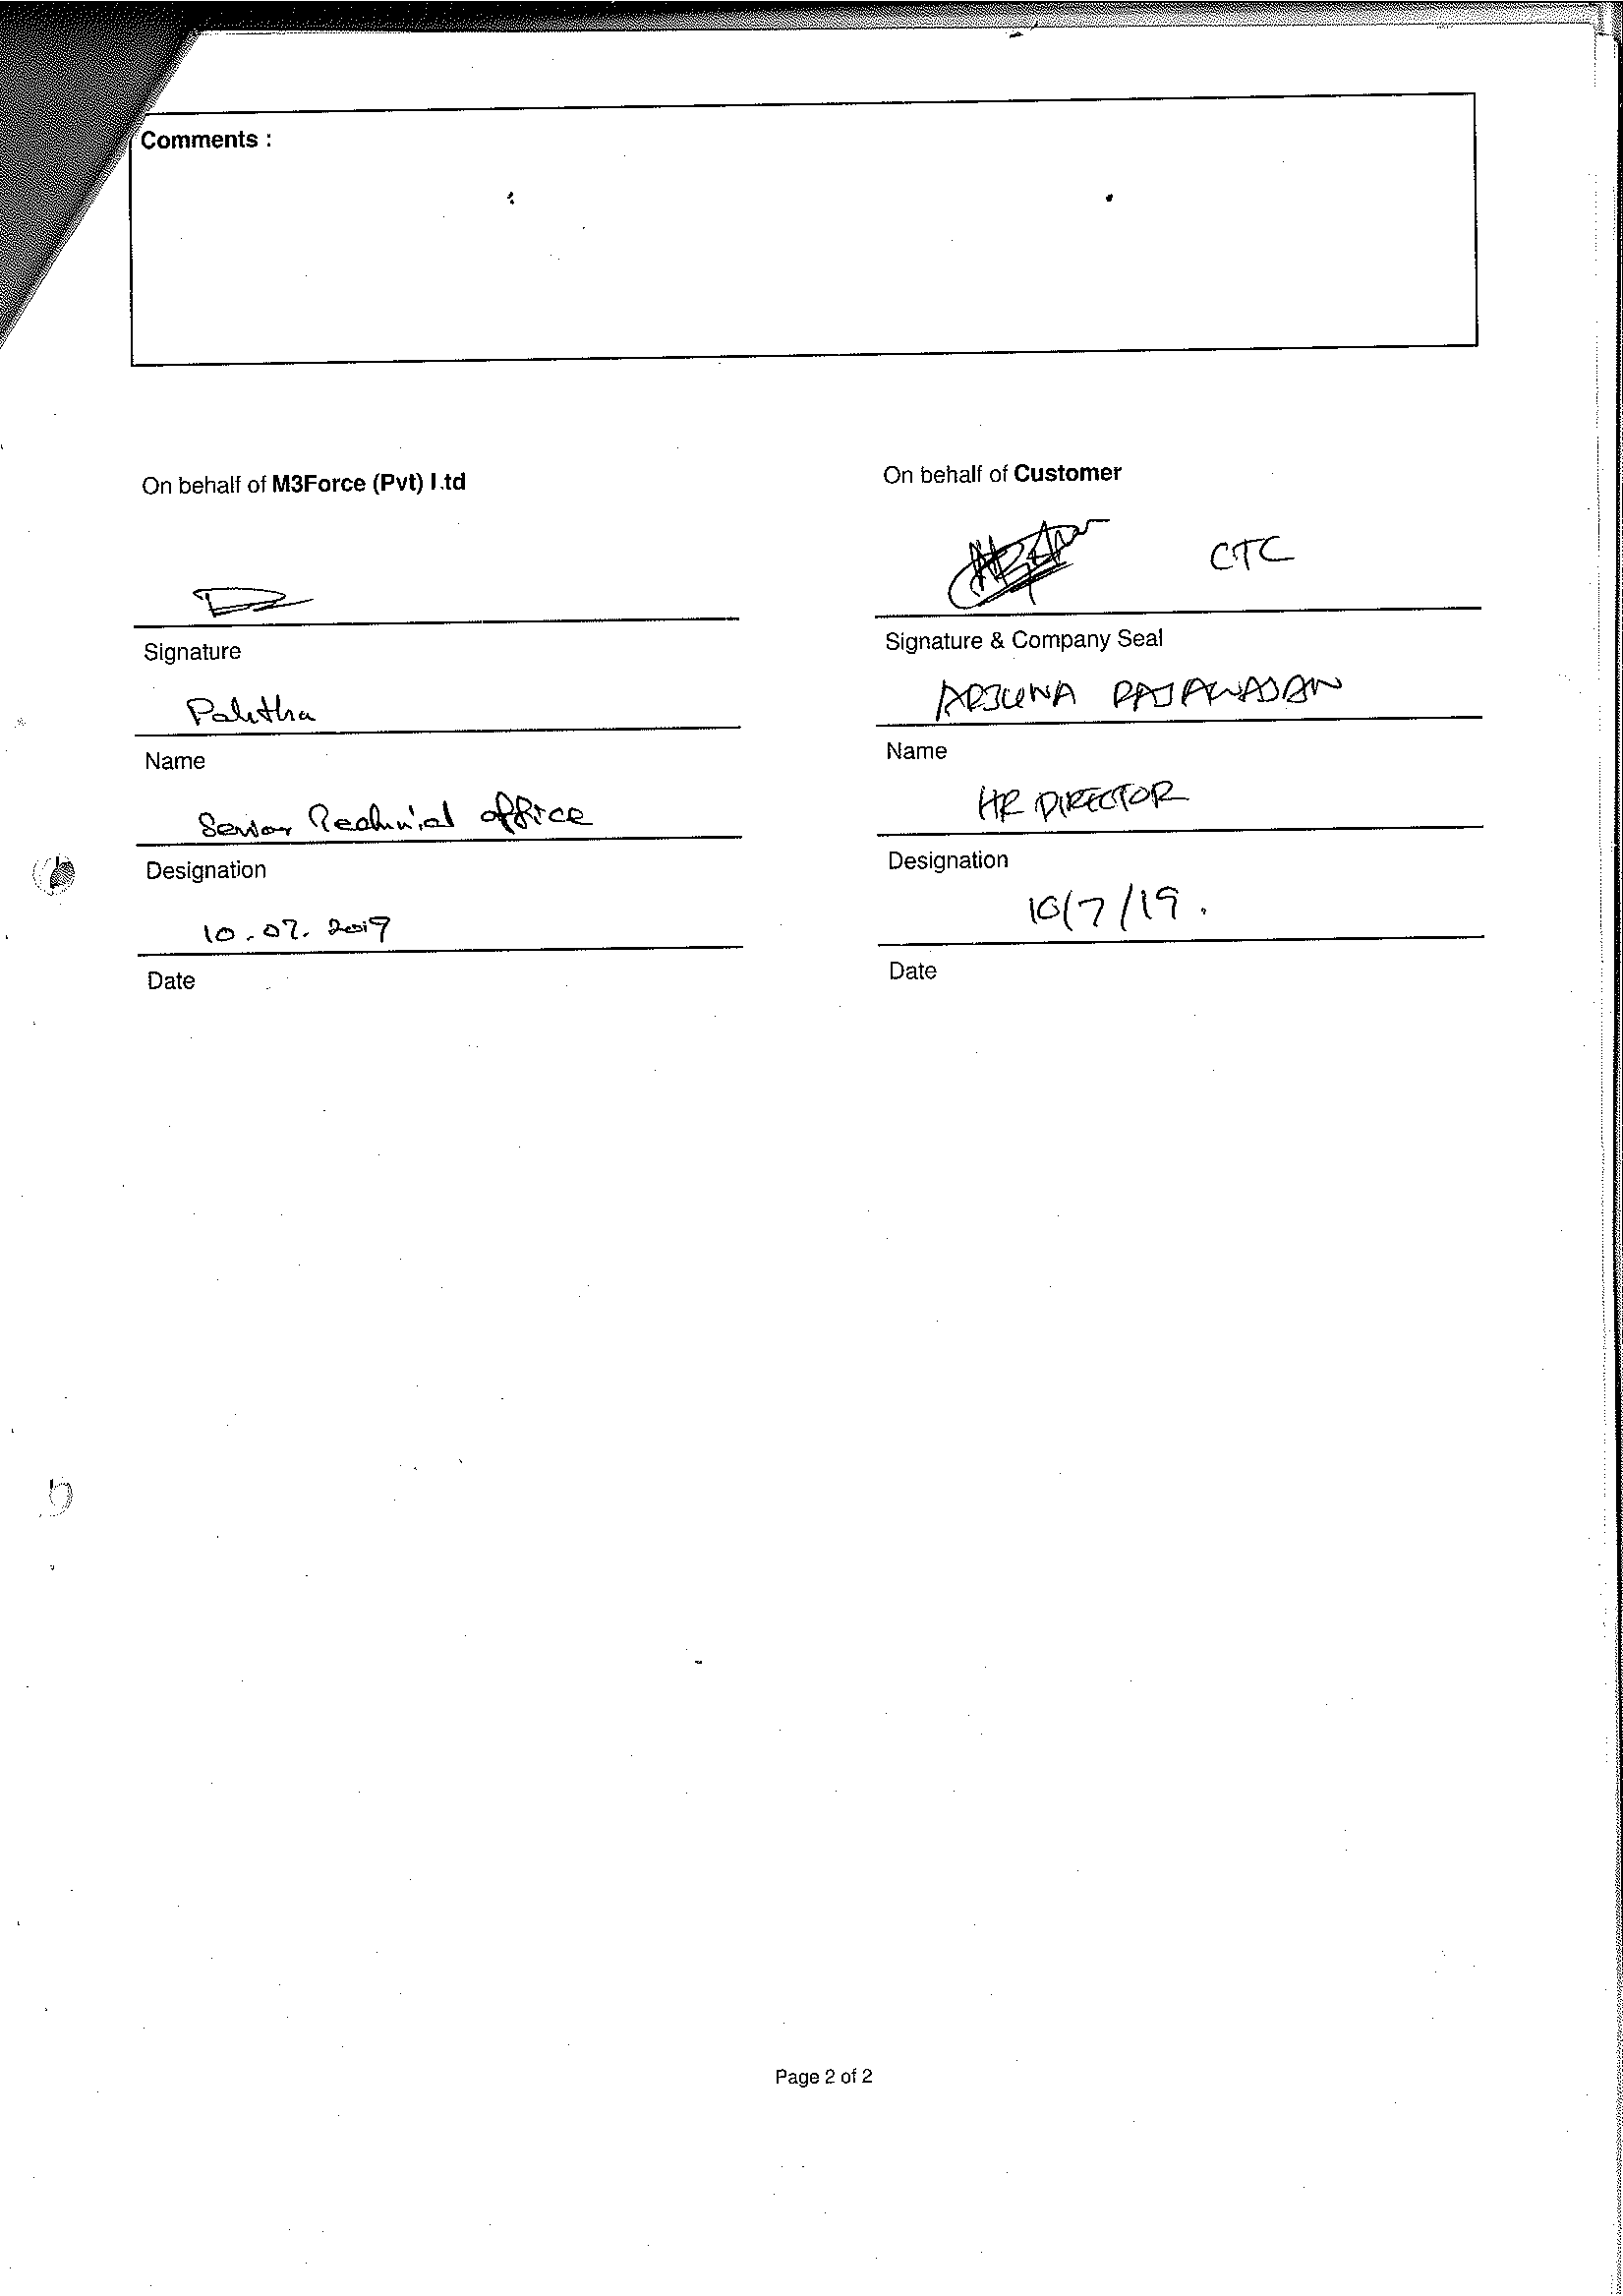 Comments :
On behalf of M3Force (Pvt) Ltd
On behalf of Customer
CTC
Signature
Signature & Company Seal
Palitha
ARJUNA
Name
Name
Senior Technical office
HR DIRECTOR
Designation
Designation
10.07.2019
10/7/19.
Date
Date
Page 2 of 2